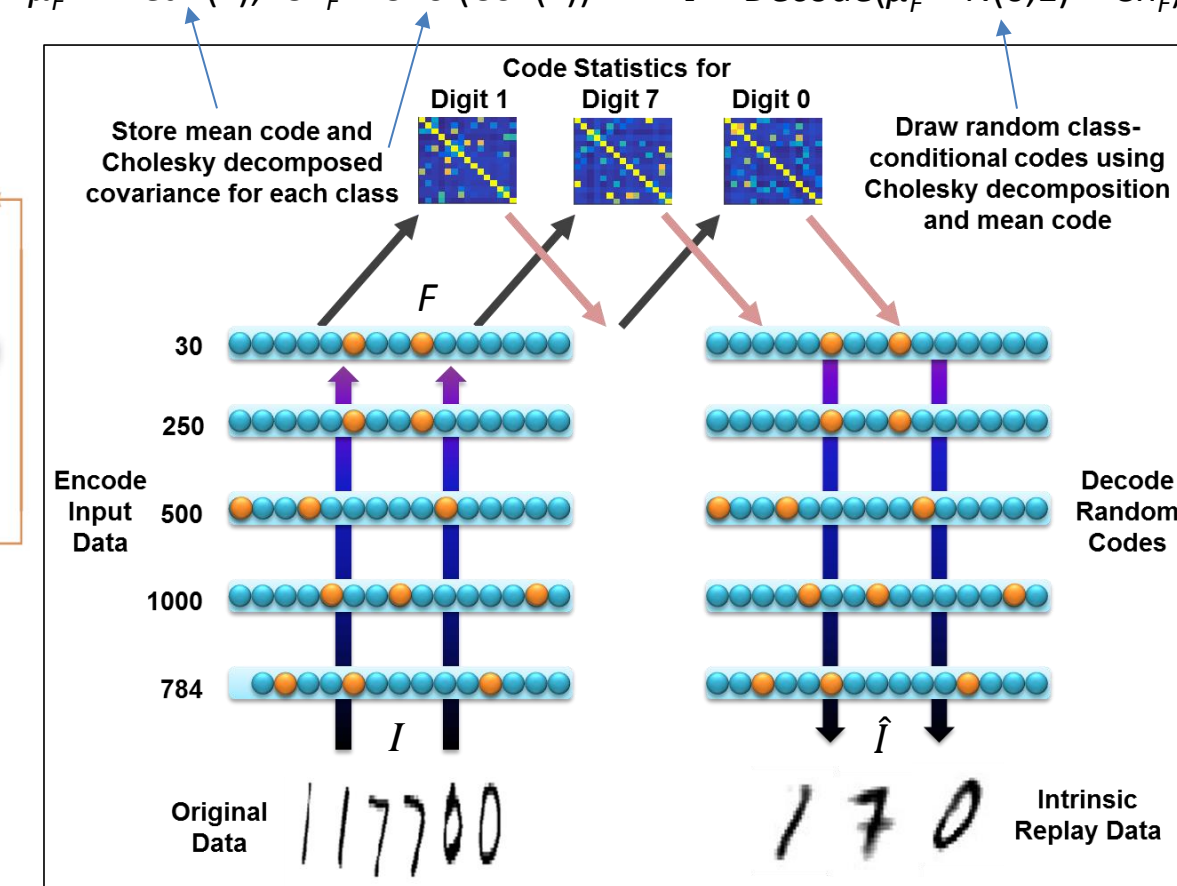 Code Statistics for
Digit 1 Digit 7 Digit 0
Store mean code and
Cholesky decomposed
covariance for each class
Draw random class-
conditional codes using
Cholesky decomposition
and mean code
F
30
250
Encode
Input
Data
500
1000
784
Decode
Random
Codes
I
Î
Original
Data
117700
170
Intrinsic
Replay Data